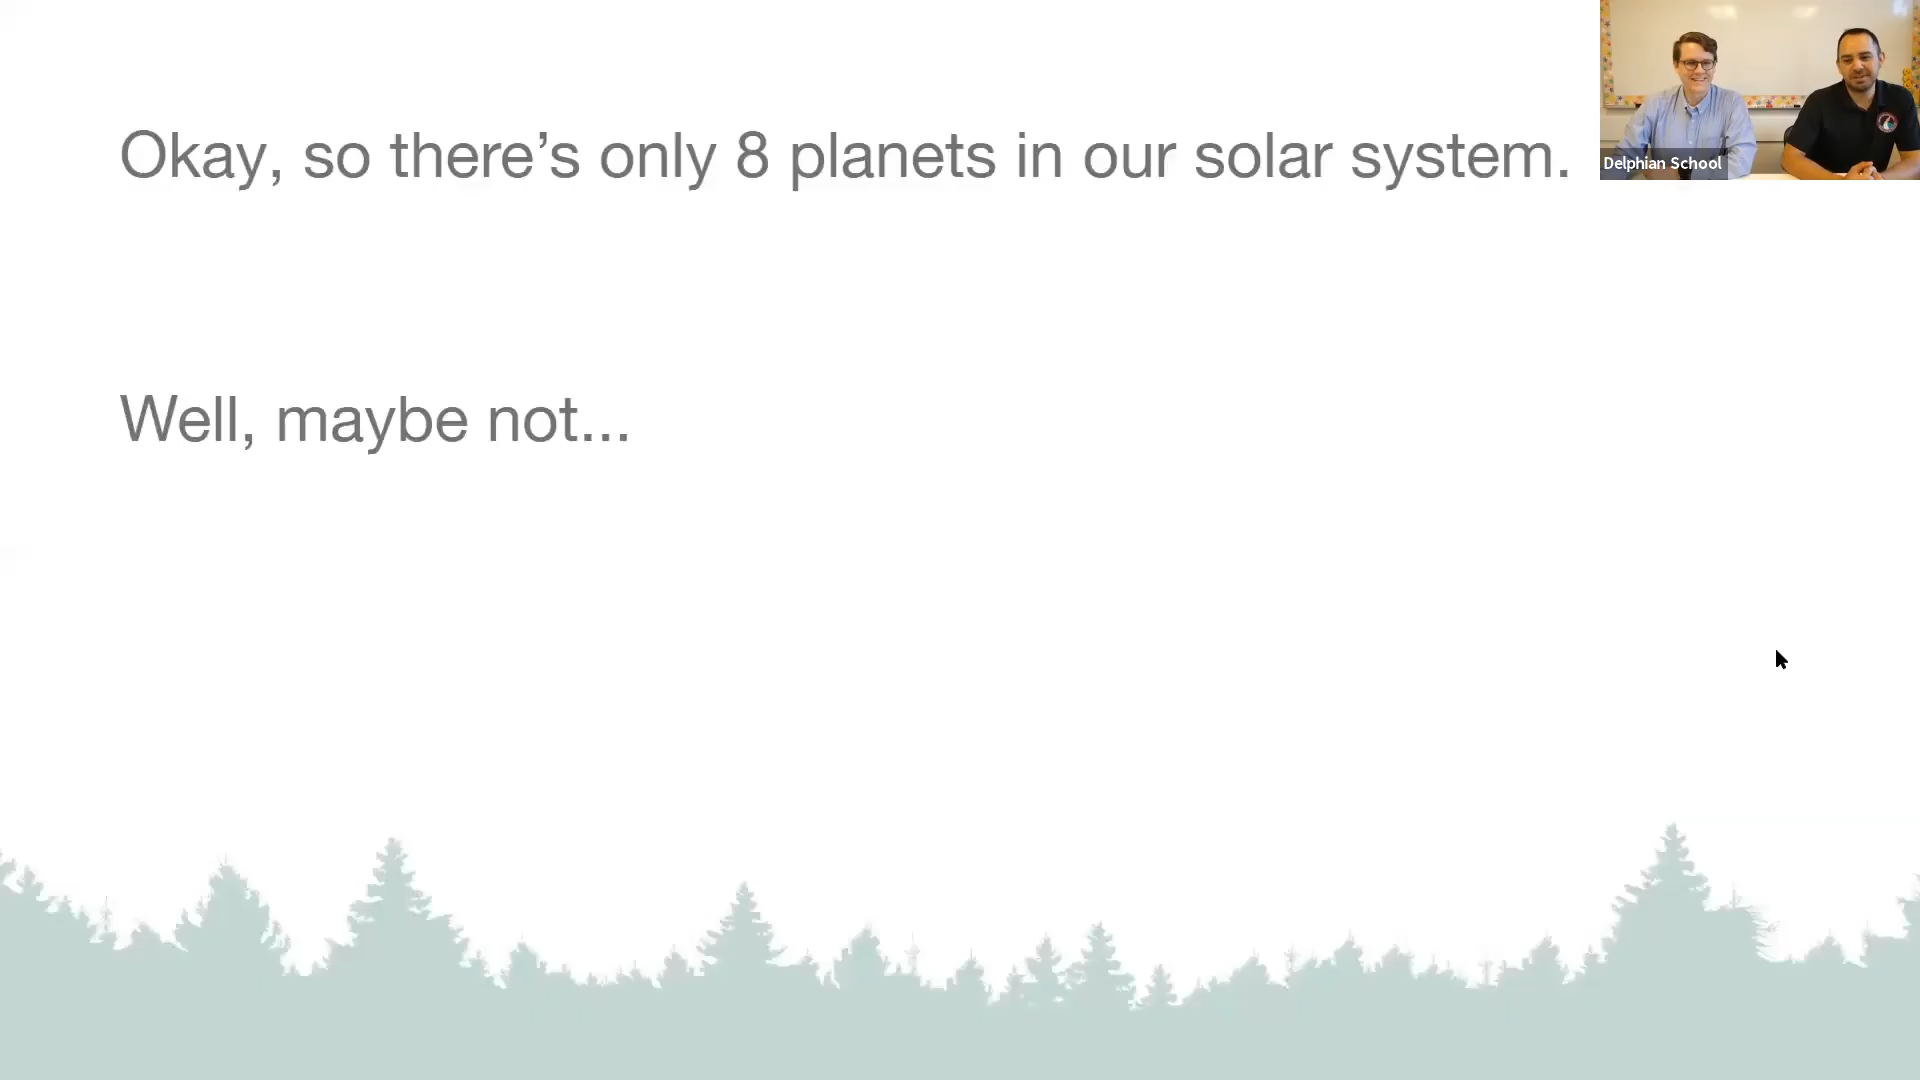 Okay, so there’s only 8 planets in our solar system.
Delphian School
Well, maybe not...